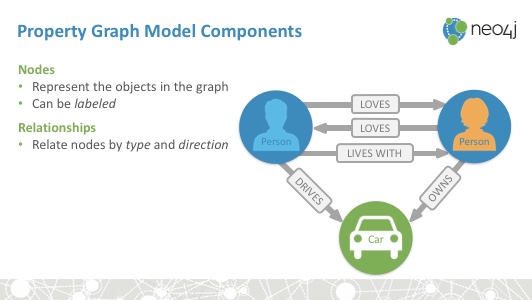 Property Graph Model Components
neo4j
Nodes
• Represent the objects in the graph
• Can be labeled
Relationships
• Relate nodes by type and direction
LOVES
LOVES
LIVES WITH
Person
Person
DRIVES
OWNS
Car